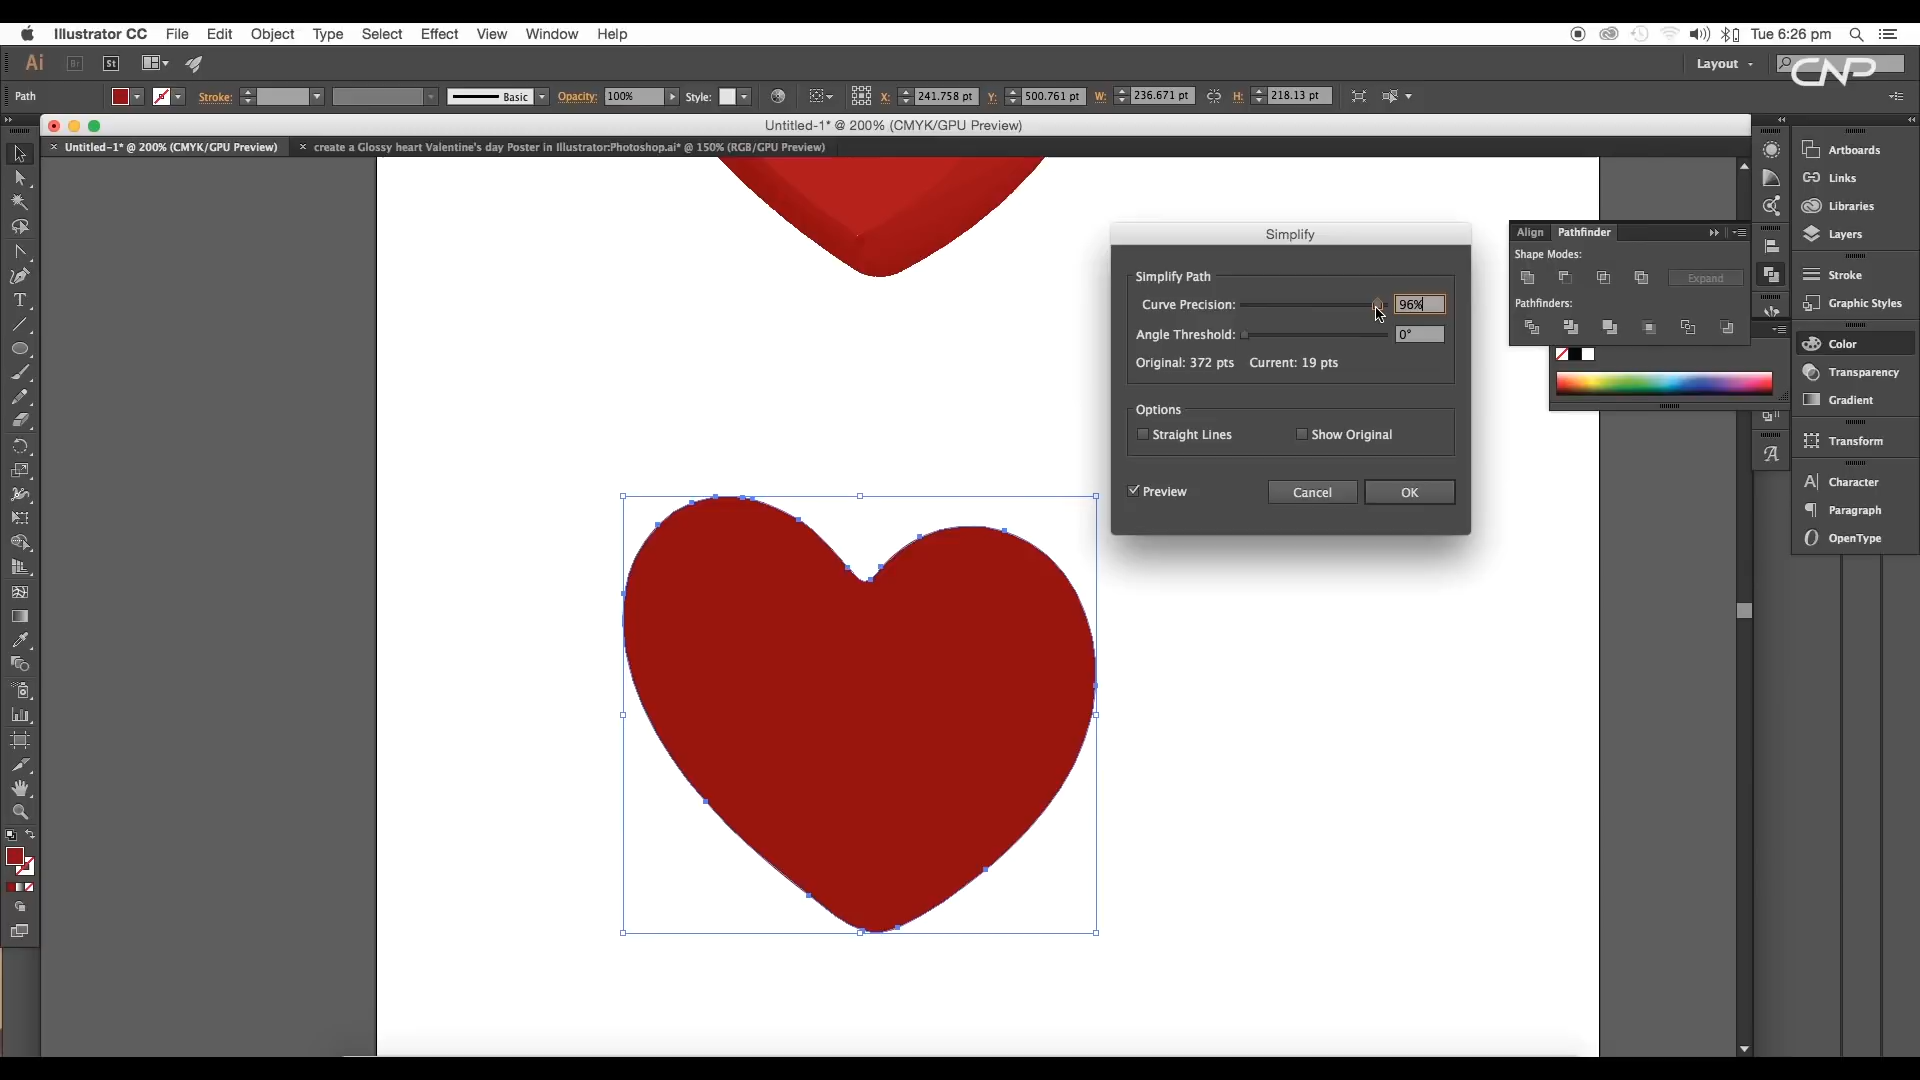 Illustrator CC File Edit Object Type Select Effect View Window Help Tue 6:26 pm
Ai Br St Layout CNP
Path Stroke: Basic Opacity: 100% Style: X: 241.758 pt Y: 500.761 pt W: 236.671 pt H: 218.13 pt
Untitled-1* @ 200% (CMYK/GPU Preview)
Untitled-1* @ 200% (CMYK/GPU Preview) create a Glossy heart Valentine's day Poster in Illustrator:Photoshop.ai* @ 150% (RGB/GPU Preview)
Simplify
Simplify Path
Curve Precision: 96%
Angle Threshold: 0°
Original: 372 pts Current: 19 pts
Options
Straight Lines Show Original
Preview Cancel OK
Align Pathfinder
Shape Modes:
Expand
Pathfinders:
Artboards
Links
Libraries
Layers
Stroke
Graphic Styles
Color
Transparency
Gradient
Transform
Character
Paragraph
OpenType